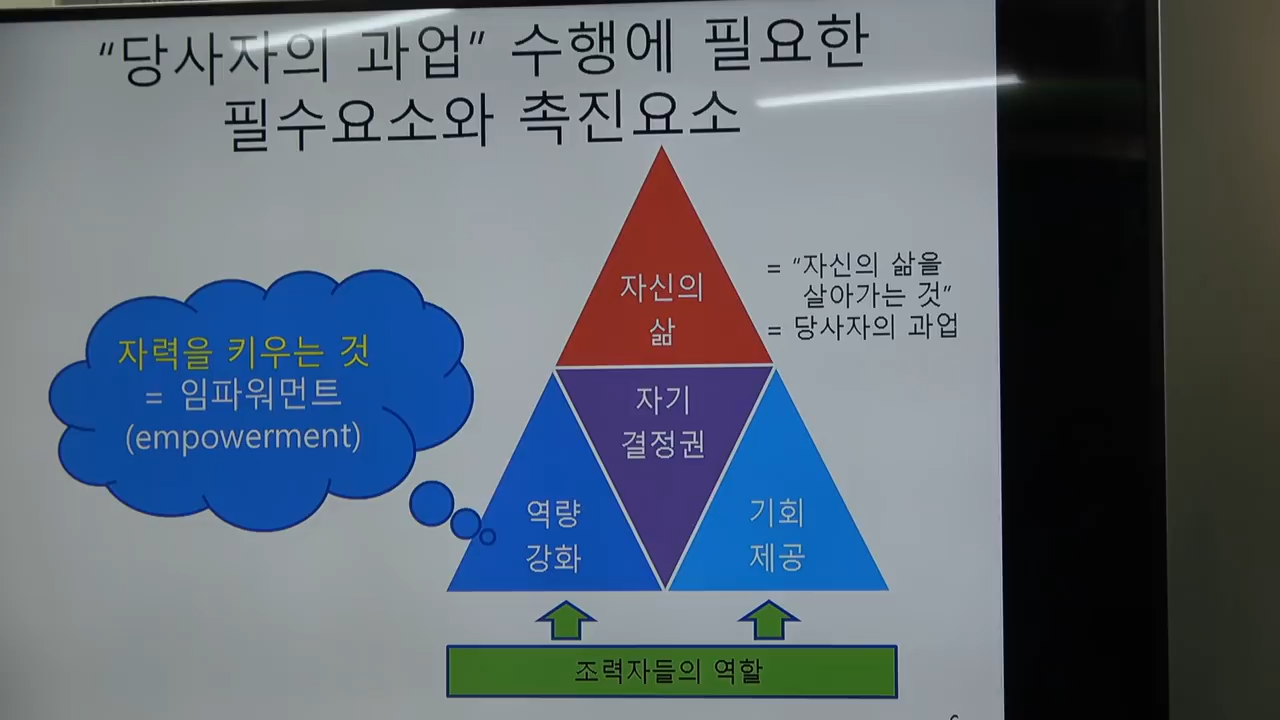 “당사자의 과업” 수행에 필요한
필수요소와 촉진요소
자신의
삶
= “자신의 삶을
살아가는 것”
= 당사자의 과업
자력을 키우는 것
= 임파워먼트
(empowerment)
자기
결정권
역량
강화
기회
제공
조력자들의 역할